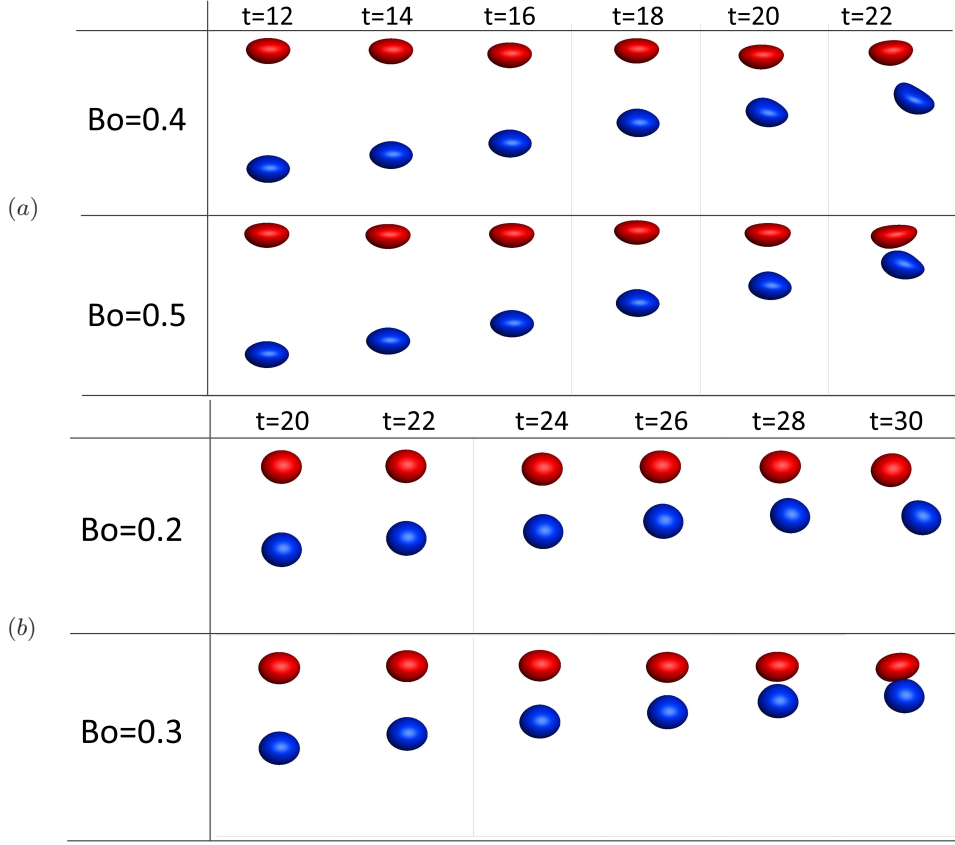 t=12 t=14 t=16 t=18 t=20 t=22
Bo=0.4
(a)
Bo=0.5
t=20 t=22 t=24 t=26 t=28 t=30
Bo=0.2
(b)
Bo=0.3